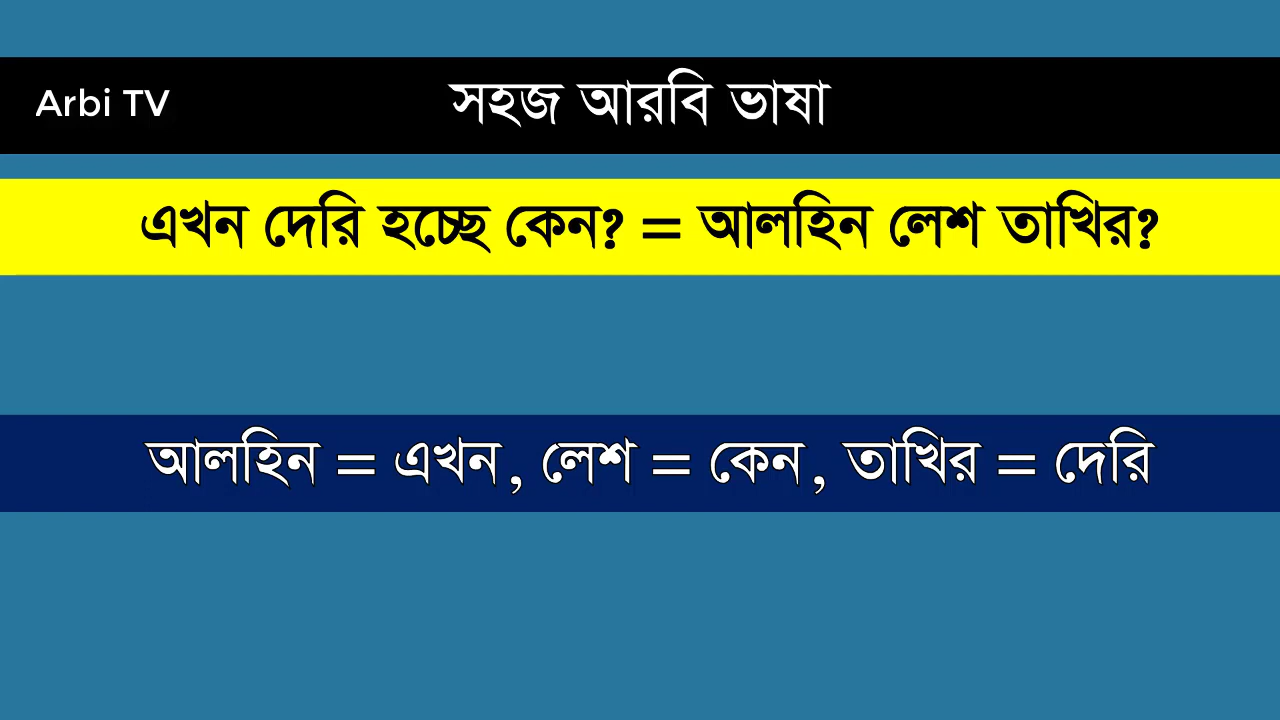 Arbi TV সহজ আরবি ভাষা
এখন দেরি হচ্ছে কেন? = আলহিন লেশ তাখির?
আলহিন = এখন, লেশ = কেন, তাখির = দেরি